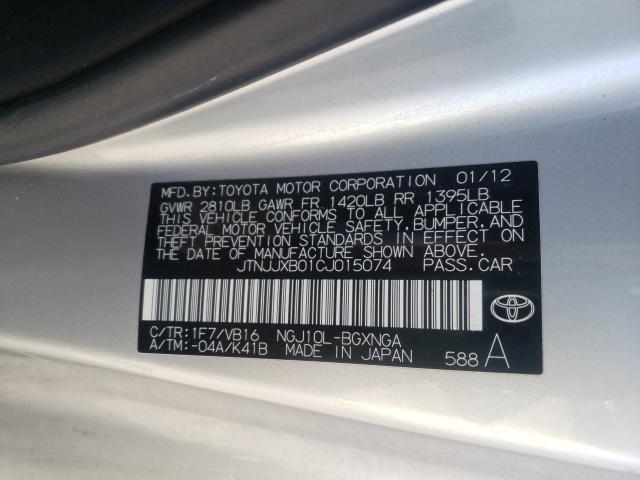 MFD. BY: TOYOTA MOTOR CORPORATION 01/12
GVWR 2810LB GAWR FR 1420LB RR 1395LB
THIS VEHICLE CONFORMS TO ALL APPLICABLE
FEDERAL MOTOR VEHICLE SAFETY, BUMPER, AND
THEFT PREVENTION STANDARDS IN EFFECT ON
THE DATE OF MANUFACTURE SHOWN ABOVE.
JTNJJXB01CJ015074 PASS. CAR
C/TR: 1F7/VB16 NGJ10L-BGXNGA
A/TM: -04A/K41B MADE IN JAPAN 588 A